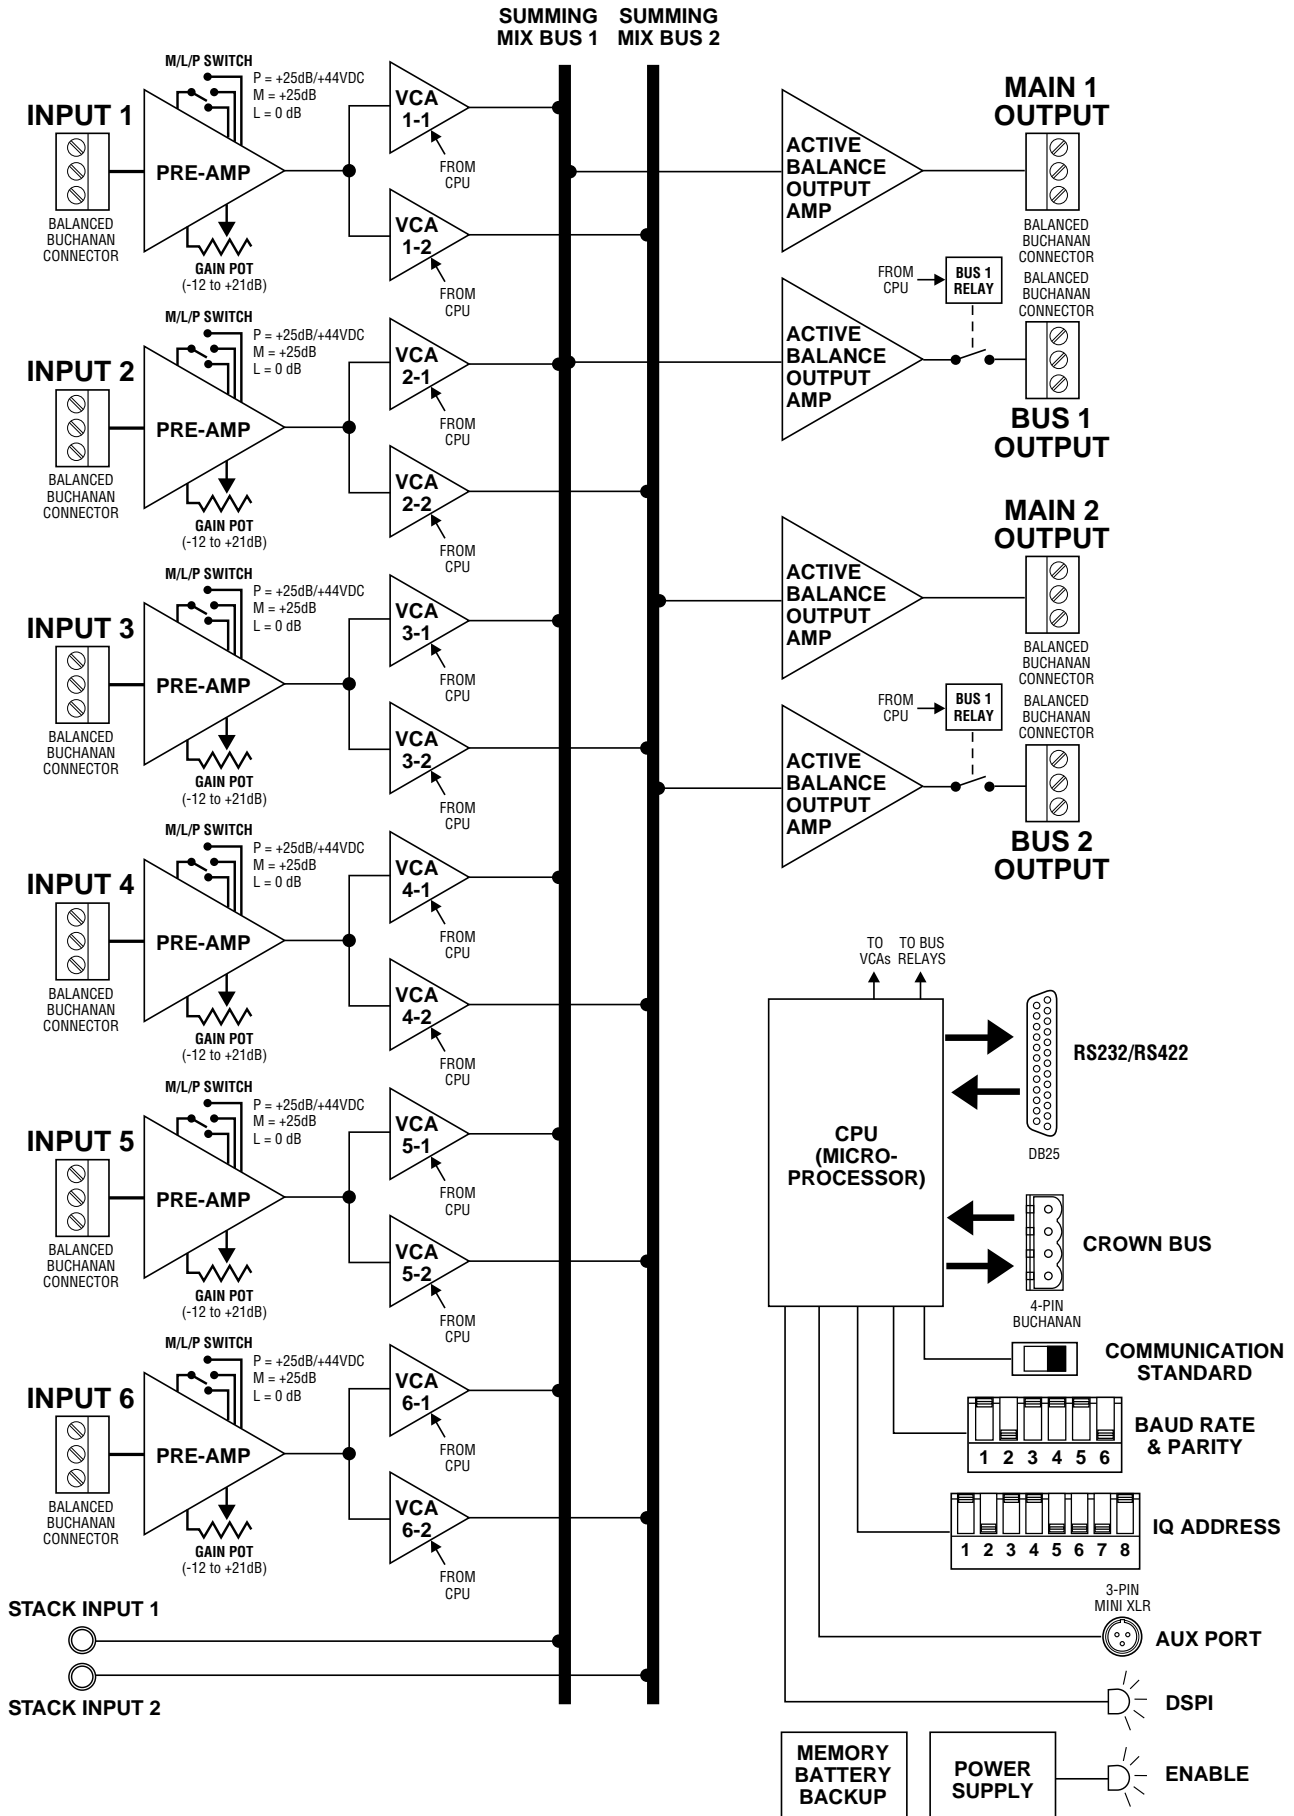 SUMMING MIX BUS 1
SUMMING MIX BUS 2
M/L/P SWITCH
P = +25dB/+44VDC
M = +25dB
L = 0 dB
INPUT 1
PRE-AMP
BALANCED
BUCHANAN
CONNECTOR
GAIN POT
(-12 to +21dB)
VCA
1-1
FROM
CPU
VCA
1-2
FROM
CPU
M/L/P SWITCH
P = +25dB/+44VDC
M = +25dB
L = 0 dB
INPUT 2
PRE-AMP
BALANCED
BUCHANAN
CONNECTOR
GAIN POT
(-12 to +21dB)
VCA
2-1
FROM
CPU
VCA
2-2
FROM
CPU
M/L/P SWITCH
P = +25dB/+44VDC
M = +25dB
L = 0 dB
INPUT 3
PRE-AMP
BALANCED
BUCHANAN
CONNECTOR
GAIN POT
(-12 to +21dB)
VCA
3-1
FROM
CPU
VCA
3-2
FROM
CPU
M/L/P SWITCH
P = +25dB/+44VDC
M = +25dB
L = 0 dB
INPUT 4
PRE-AMP
BALANCED
BUCHANAN
CONNECTOR
GAIN POT
(-12 to +21dB)
VCA
4-1
FROM
CPU
VCA
4-2
FROM
CPU
M/L/P SWITCH
P = +25dB/+44VDC
M = +25dB
L = 0 dB
INPUT 5
PRE-AMP
BALANCED
BUCHANAN
CONNECTOR
GAIN POT
(-12 to +21dB)
VCA
5-1
FROM
CPU
VCA
5-2
FROM
CPU
M/L/P SWITCH
P = +25dB/+44VDC
M = +25dB
L = 0 dB
INPUT 6
PRE-AMP
BALANCED
BUCHANAN
CONNECTOR
GAIN POT
(-12 to +21dB)
VCA
6-1
FROM
CPU
VCA
6-2
FROM
CPU
STACK INPUT 1
STACK INPUT 2
ACTIVE
BALANCE
OUTPUT
AMP
MAIN 1
OUTPUT
BALANCED
BUCHANAN
CONNECTOR
ACTIVE
BALANCE
OUTPUT
AMP
FROM
CPU
BUS 1
RELAY
BALANCED
BUCHANAN
CONNECTOR
BUS 1
OUTPUT
ACTIVE
BALANCE
OUTPUT
AMP
MAIN 2
OUTPUT
BALANCED
BUCHANAN
CONNECTOR
ACTIVE
BALANCE
OUTPUT
AMP
FROM
CPU
BUS 1
RELAY
BALANCED
BUCHANAN
CONNECTOR
BUS 2
OUTPUT
TO
VCAs
TO BUS
RELAYS
CPU
(MICRO-
PROCESSOR)
RS232/RS422
DB25
CROWN BUS
4-PIN
BUCHANAN
COMMUNICATION
STANDARD
BAUD RATE
& PARITY
1 2 3 4 5 6
IQ ADDRESS
1 2 3 4 5 6 7 8
3-PIN
MINI XLR
AUX PORT
DSPI
MEMORY
BATTERY
BACKUP
POWER
SUPPLY
ENABLE